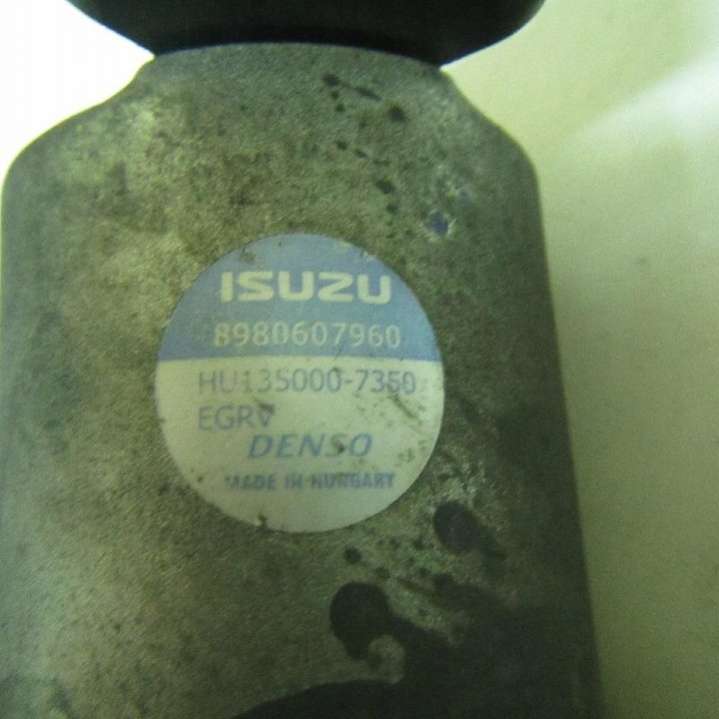 ISUZU
8980607960
HU135000-7350
EGRV
DENSO
MADE IN HUNGARY